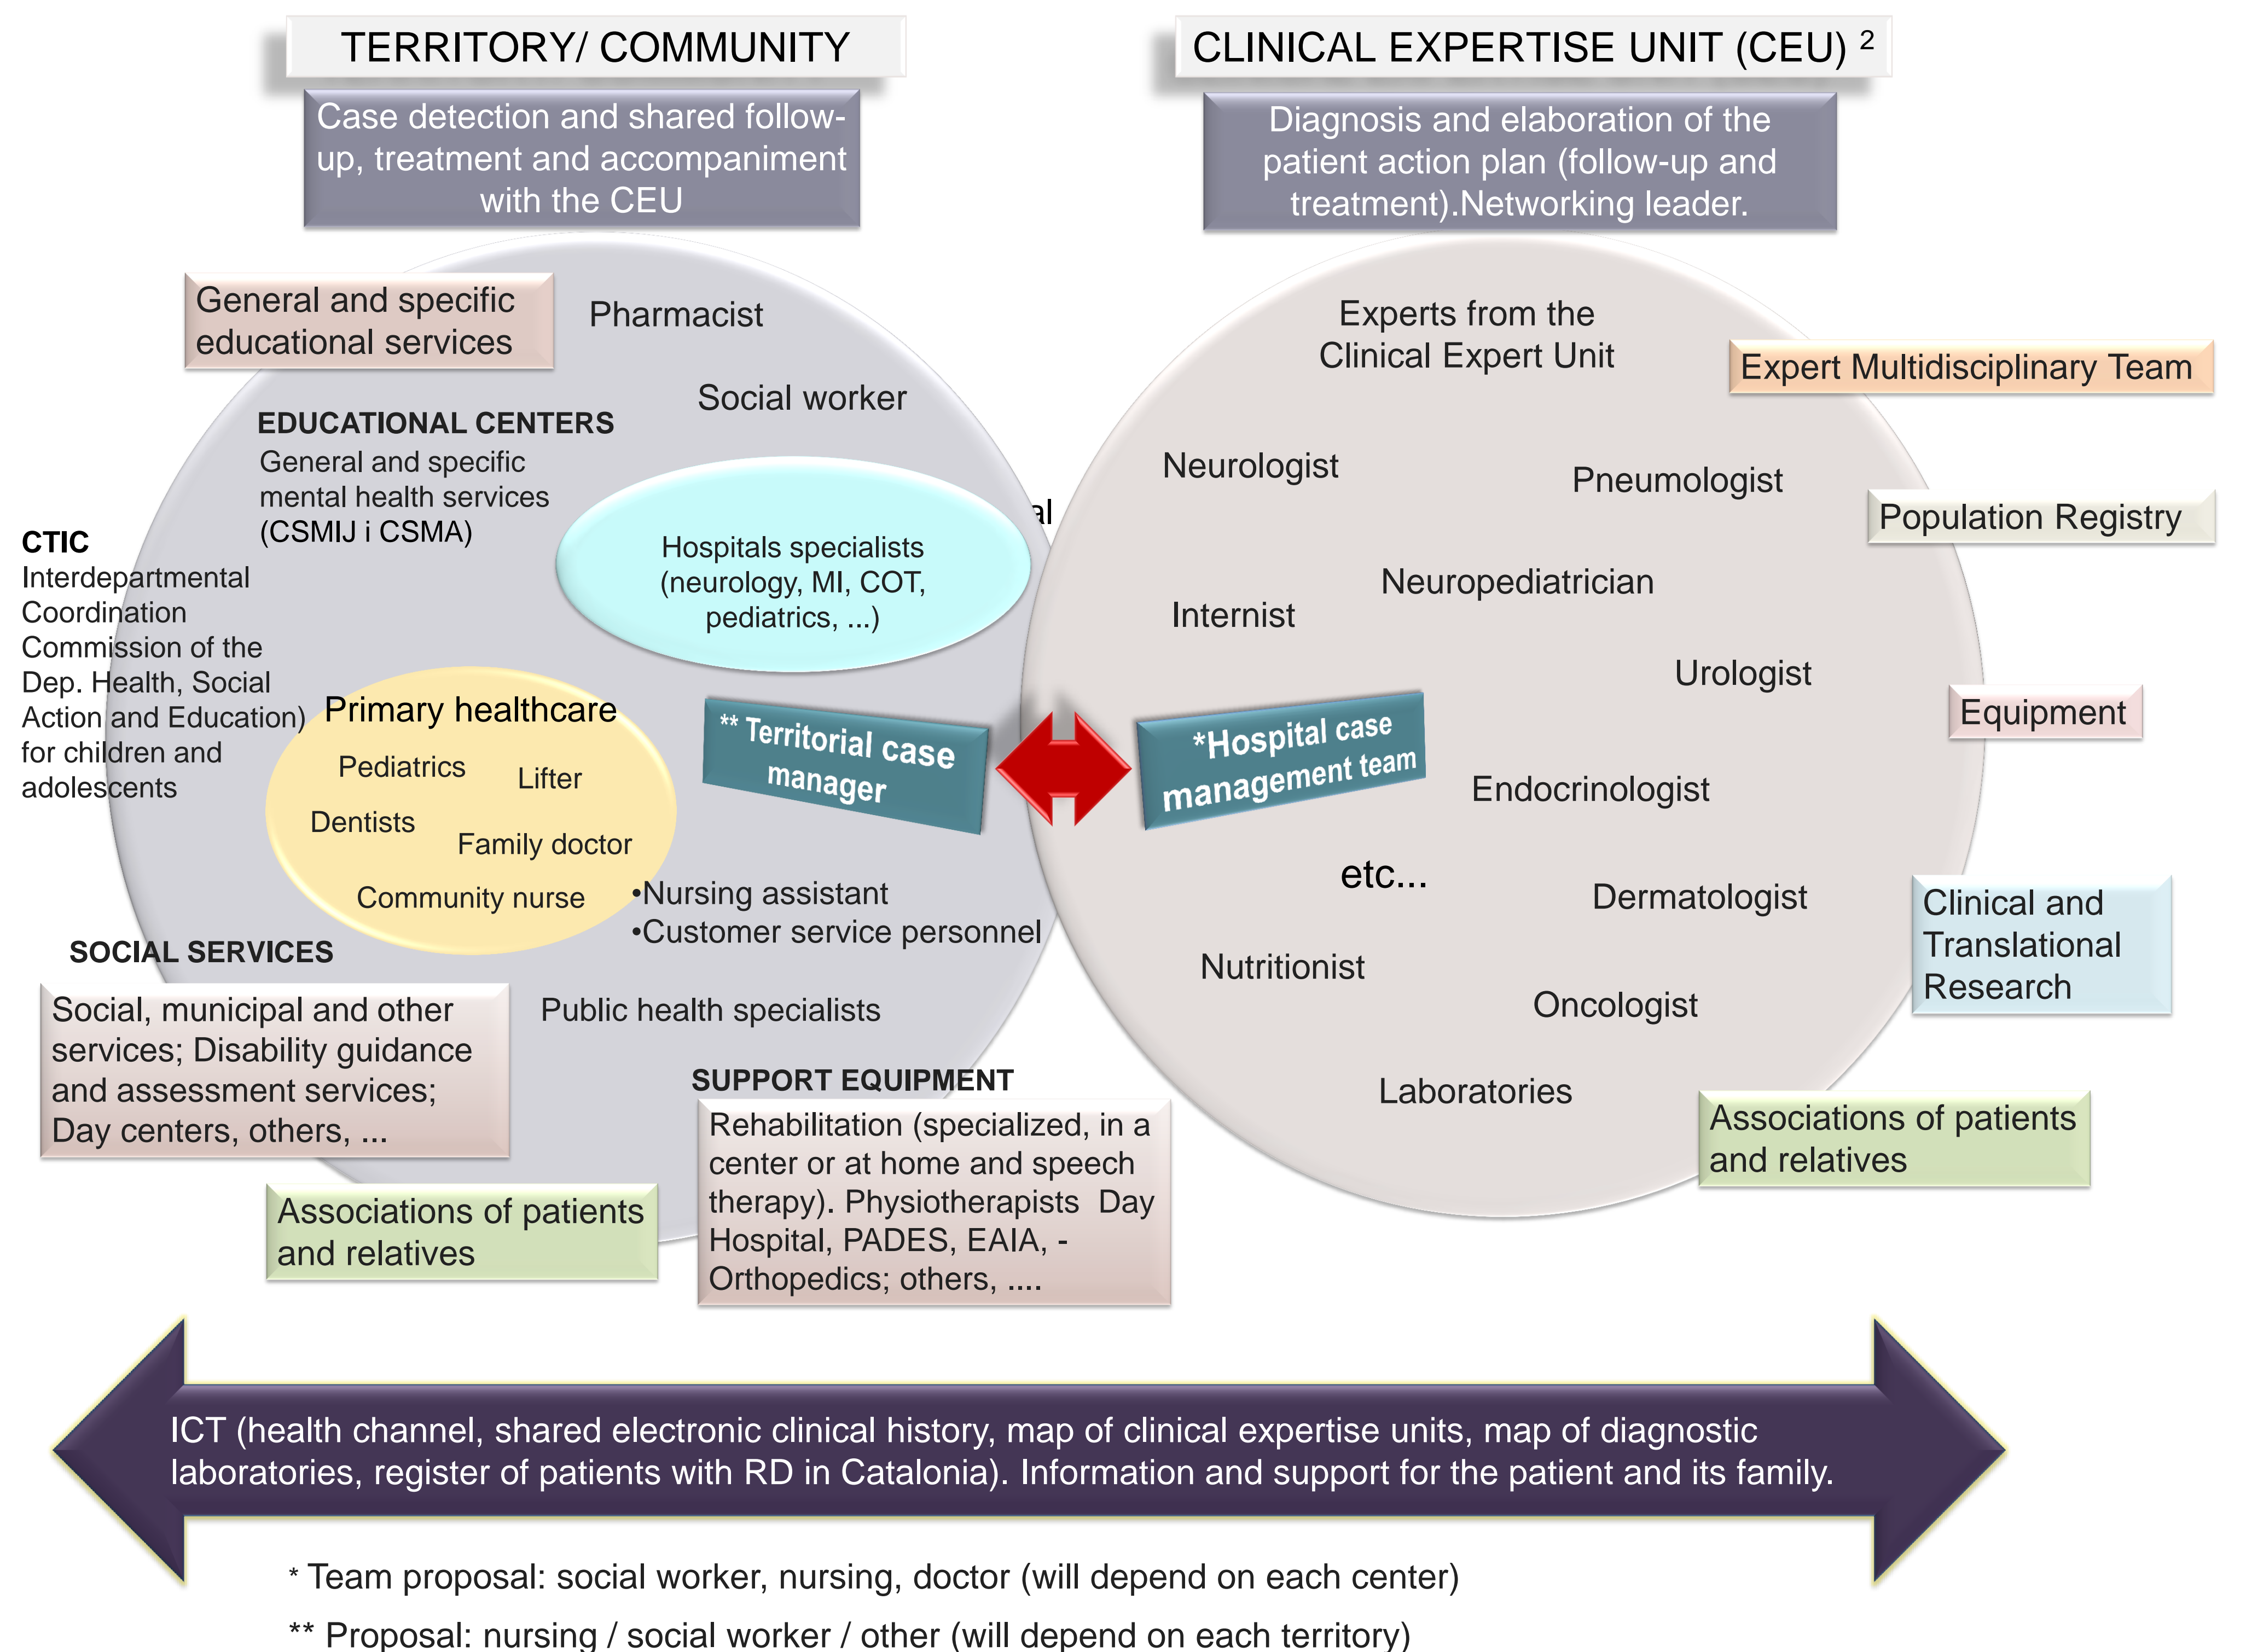 TERRITORY/ COMMUNITY
Case detection and shared follow-
up, treatment and accompaniment
with the CEU
General and specific
educational services
Pharmacist
Social worker
EDUCATIONAL CENTERS
General and specific
mental health services
(CSMIJ i CSMA)
al
Hospitals specialists
(neurology, MI, COT,
pediatrics, ...)
CTIC
Interdepartmental
Coordination
Commission of the
Dep. Health, Social
Action and Education)
for children and
adolescents
Primary healthcare
Pediatrics
Lifter
Dentists
Family doctor
Community nurse
** Territorial case
manager
•Nursing assistant
•Customer service personnel
SOCIAL SERVICES
Social, municipal and other
services; Disability guidance
and assessment services;
Day centers, others, ...
Public health specialists
SUPPORT EQUIPMENT
Rehabilitation (specialized, in a
center or at home and speech
therapy). Physiotherapists  Day
Hospital, PADES, EAIA, -
Orthopedics; others, ....
Associations of patients
and relatives
CLINICAL EXPERTISE UNIT (CEU) 2
Diagnosis and elaboration of the
patient action plan (follow-up and
treatment).Networking leader.
Experts from the
Clinical Expert Unit
Expert Multidisciplinary Team
Neurologist
Pneumologist
Population Registry
Neuropediatrician
Internist
Urologist
Equipment
*Hospital case
management team
Endocrinologist
etc...
Dermatologist
Clinical and
Translational
Research
Nutritionist
Oncologist
Laboratories
Associations of patients
and relatives
ICT (health channel, shared electronic clinical history, map of clinical expertise units, map of diagnostic
laboratories, register of patients with RD in Catalonia). Information and support for the patient and its family.
* Team proposal: social worker, nursing, doctor (will depend on each center)
** Proposal: nursing / social worker / other (will depend on each territory)